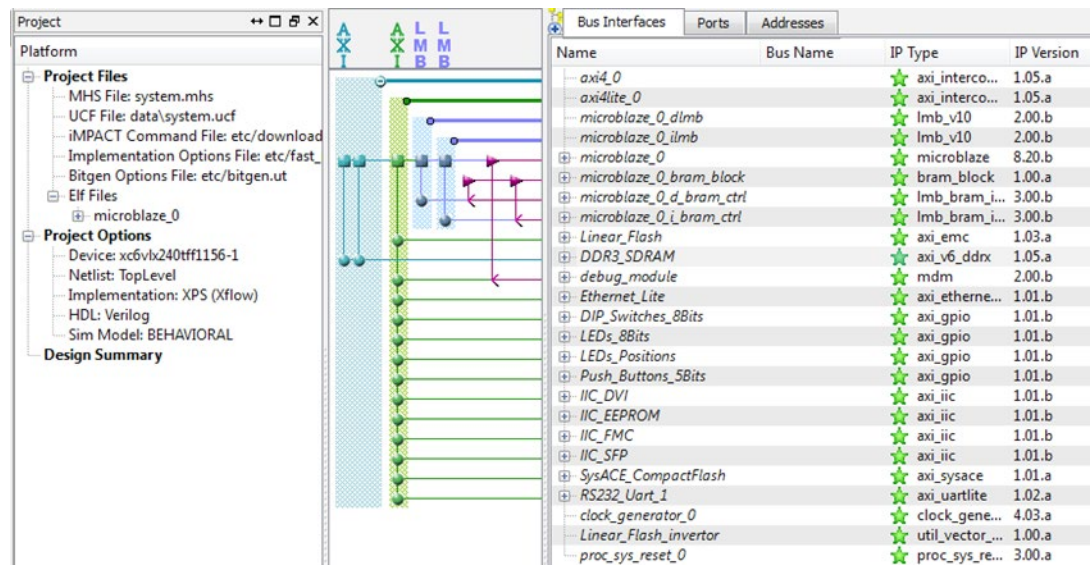 Project
Platform
Project Files
MHS File: system.mhs
UCF File: data\system.ucf
iMPACT Command File: etc/download
Implementation Options File: etc/fast_
Bitgen Options File: etc/bitgen.ut
Elf Files
microblaze_0
Project Options
Device: xc6vlx240tff1156-1
Netlist: TopLevel
Implementation: XPS (Xflow)
HDL: Verilog
Sim Model: BEHAVIORAL
Design Summary
AXI
AXI
LMB
LMB
Bus Interfaces Ports Addresses
Name Bus Name IP Type IP Version
axi4_0 axi_interco... 1.05.a
axi4lite_0 axi_interco... 1.05.a
microblaze_0_dlmb lmb_v10 2.00.b
microblaze_0_ilmb lmb_v10 2.00.b
microblaze_0 microblaze 8.20.b
microblaze_0_bram_block bram_block 1.00.a
microblaze_0_d_bram_ctrl lmb_bram_i... 3.00.b
microblaze_0_i_bram_ctrl lmb_bram_i... 3.00.b
Linear_Flash axi_emc 1.03.a
DDR3_SDRAM axi_v6_ddrx 1.05.a
debug_module mdm 2.00.b
Ethernet_Lite axi_etherne... 1.01.b
DIP_Switches_8Bits axi_gpio 1.01.b
LEDs_8Bits axi_gpio 1.01.b
LEDs_Positions axi_gpio 1.01.b
Push_Buttons_5Bits axi_gpio 1.01.b
IIC_DVI axi_iic 1.01.b
IIC_EEPROM axi_iic 1.01.b
IIC_FMC axi_iic 1.01.b
IIC_SFP axi_iic 1.01.b
SysACE_CompactFlash axi_sysace 1.01.a
RS232_Uart_1 axi_uartlite 1.02.a
clock_generator_0 clock_gene... 4.03.a
Linear_Flash_invertor util_vector_... 1.00.a
proc_sys_reset_0 proc_sys_re... 3.00.a